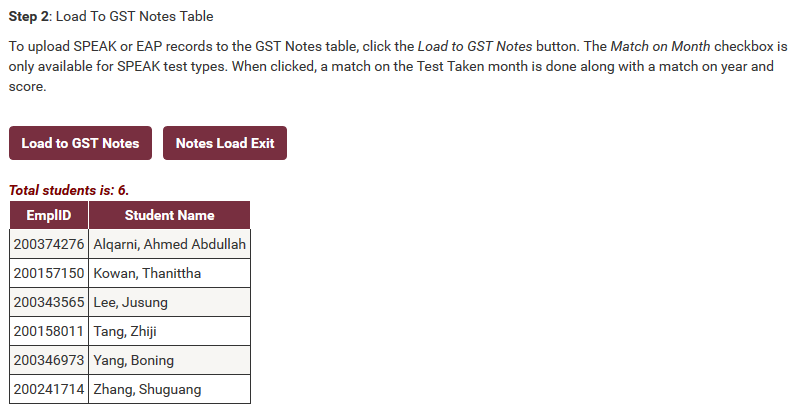 Step 2: Load To GST Notes Table
To upload SPEAK or EAP records to the GST Notes table, click the Load to GST Notes button. The Match on Month checkbox is
only available for SPEAK test types. When clicked, a match on the Test Taken month is done along with a match on year and
score.
Load to GST Notes Notes Load Exit
Total students is: 6.
EmplID Student Name
200374276 Alqarni, Ahmed Abdullah
200157150 Kowan, Thanittha
200343565 Lee, Jusung
200158011 Tang, Zhiji
200346973 Yang, Boning
200241714 Zhang, Shuguang